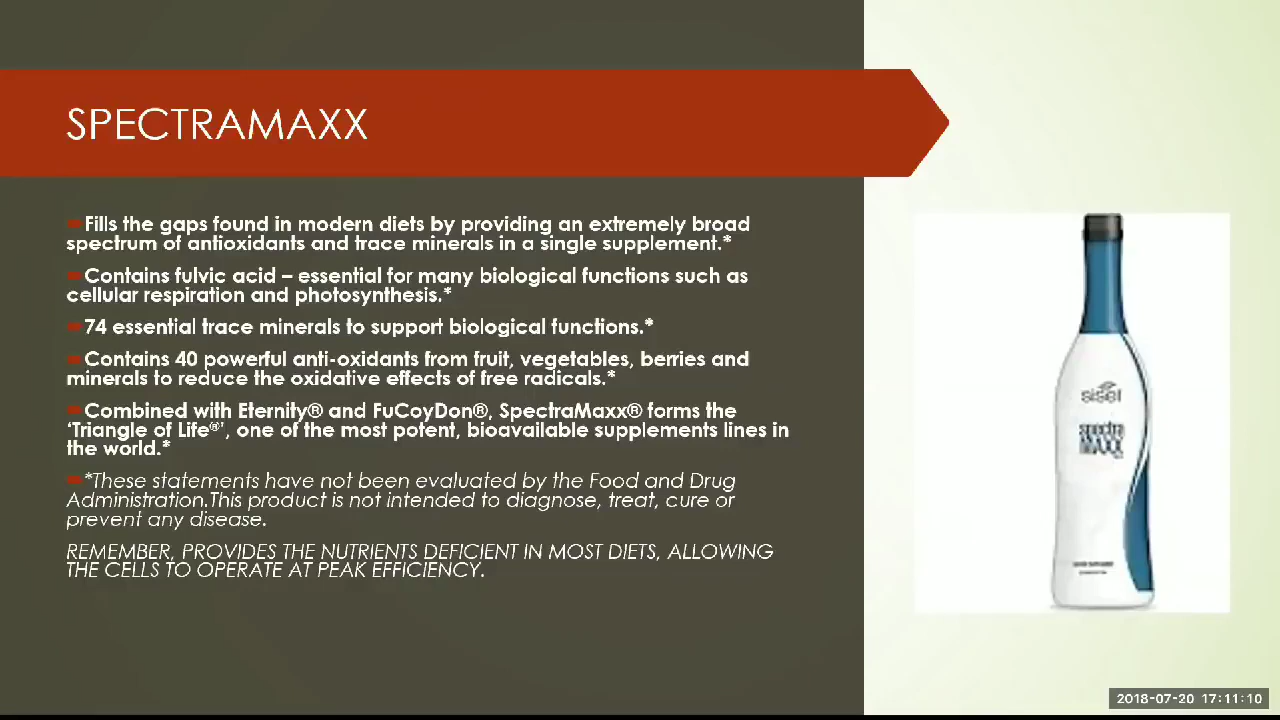 SPECTRAMAXX
Fills the gaps found in modern diets by providing an extremely broad
spectrum of antioxidants and trace minerals in a single supplement.*
Contains fulvic acid – essential for many biological functions such as
cellular respiration and photosynthesis.*
74 essential trace minerals to support biological functions.*
Contains 40 powerful anti-oxidants from fruit, vegetables, berries and
minerals to reduce the oxidative effects of free radicals.*
Combined with Eternity® and FuCoyDon®, SpectraMaxx® forms the
‘Triangle of Life®’, one of the most potent, bioavailable supplements lines in
the world.*
*These statements have not been evaluated by the Food and Drug
Administration.This product is not intended to diagnose, treat, cure or
prevent any disease.
REMEMBER, PROVIDES THE NUTRIENTS DEFICIENT IN MOST DIETS, ALLOWING
THE CELLS TO OPERATE AT PEAK EFFICIENCY.
sisel
spectra
MAXX
2018-07-20 17:11:10